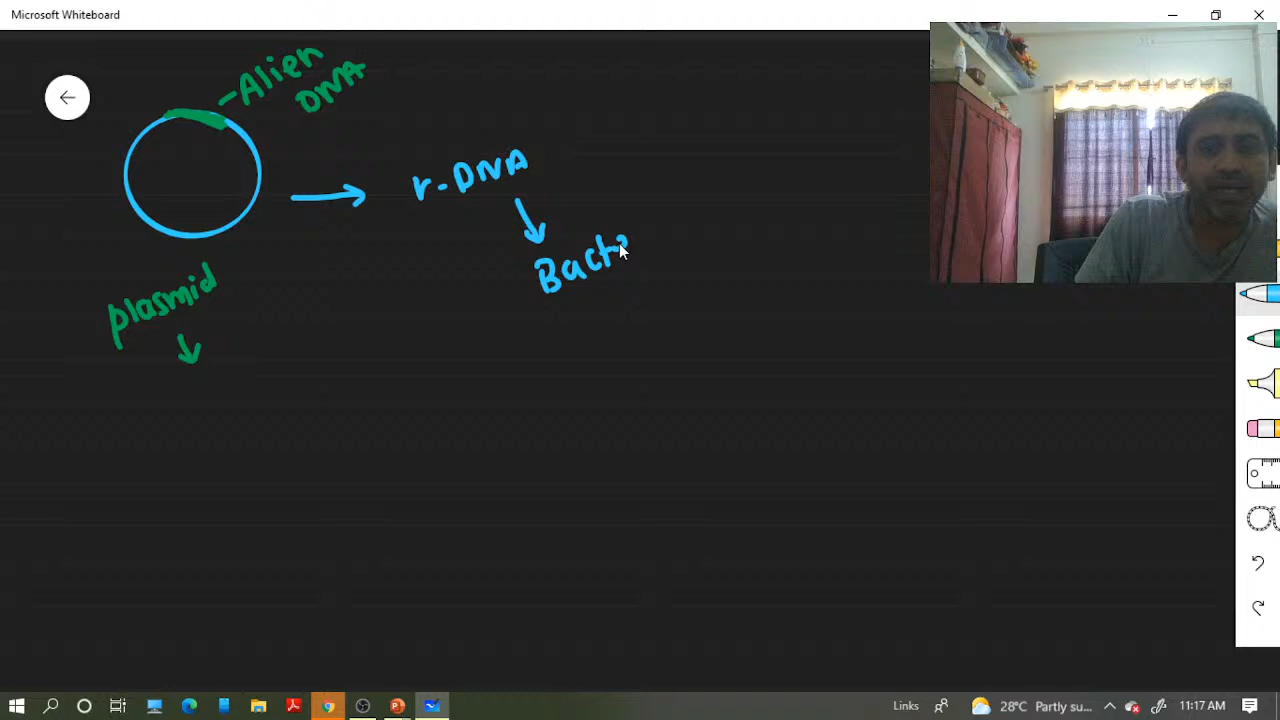 Microsoft Whiteboard
-Alien
DNA
r-DNA
Bact
plasmid
Links
28°C Partly su...
11:17 AM